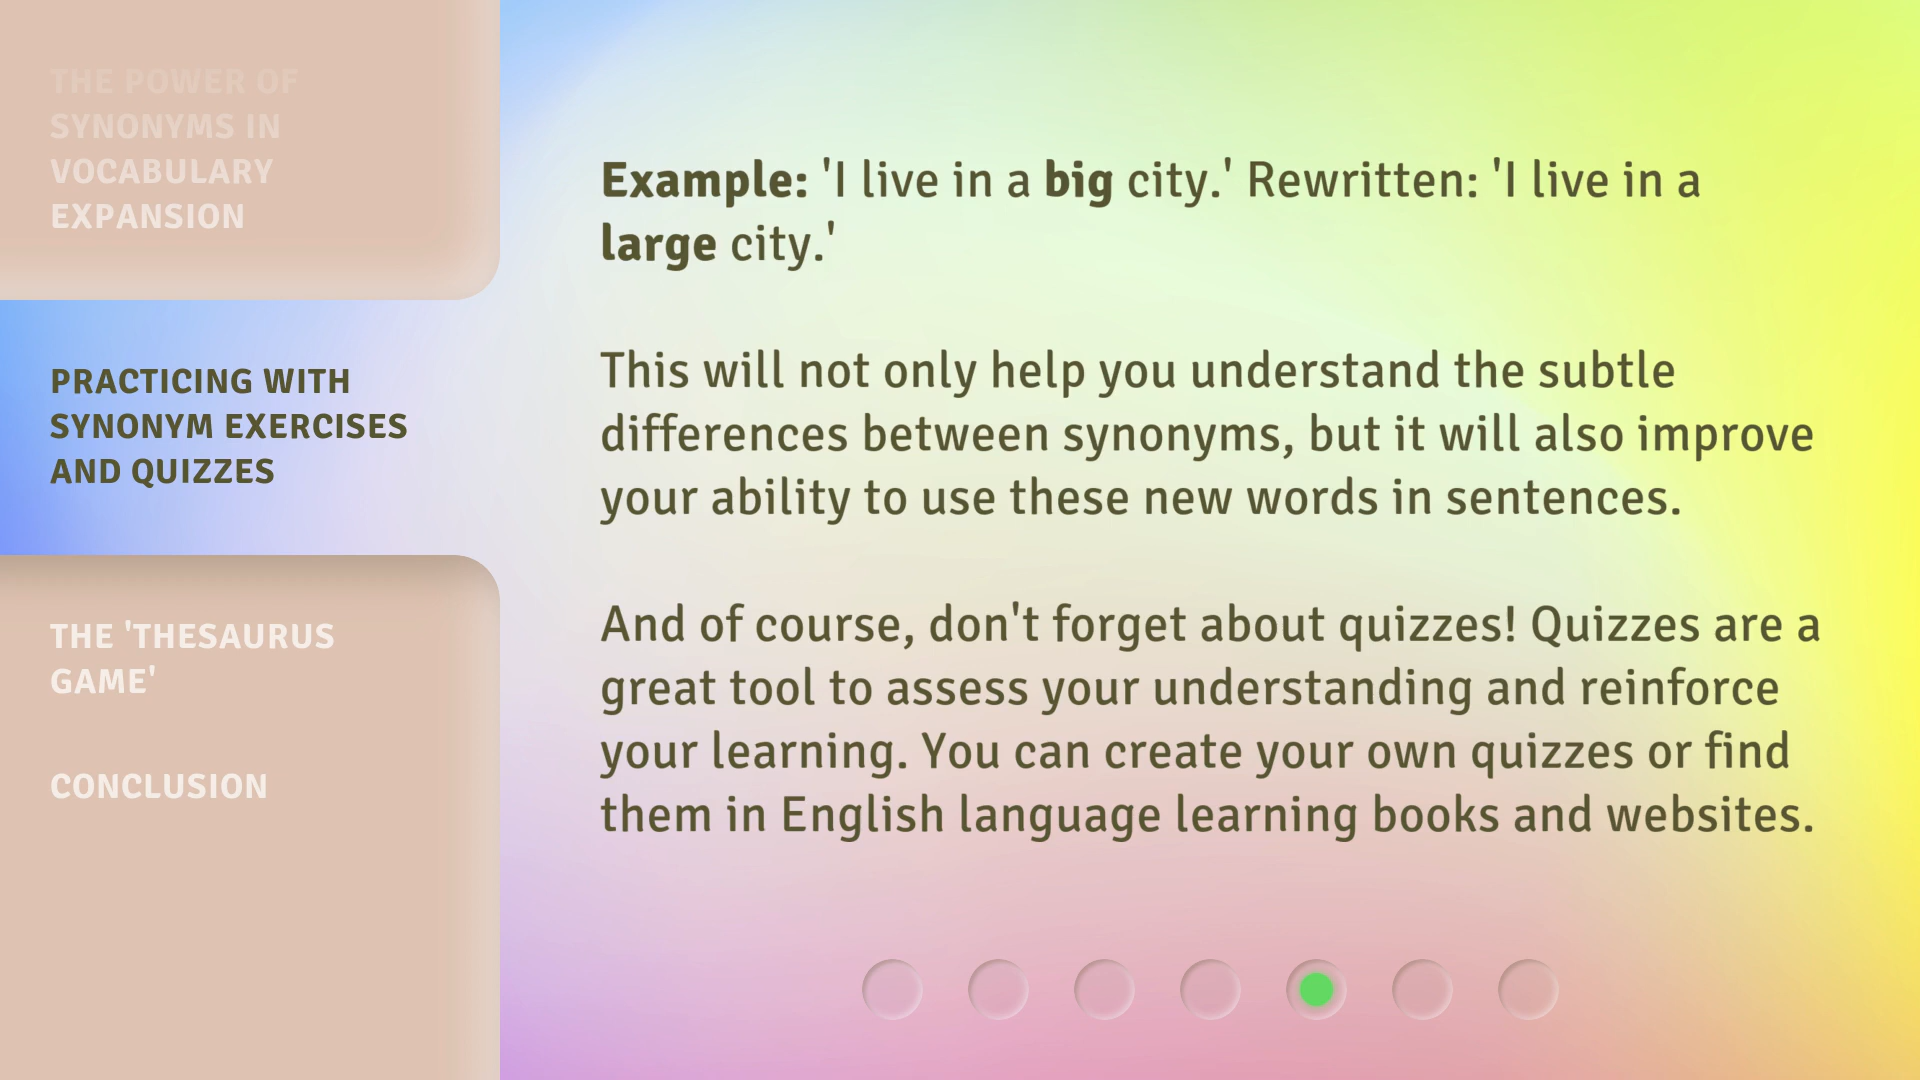 THE POWER OF
SYNONYMS IN
VOCABULARY
EXPANSION
PRACTICING WITH
SYNONYM EXERCISES
AND QUIZZES
THE 'THESAURUS
GAME'
CONCLUSION
Example: 'I live in a big city.' Rewritten: 'I live in a
large city.'
This will not only help you understand the subtle
differences between synonyms, but it will also improve
your ability to use these new words in sentences.
And of course, don't forget about quizzes! Quizzes are a
great tool to assess your understanding and reinforce
your learning. You can create your own quizzes or find
them in English language learning books and websites.